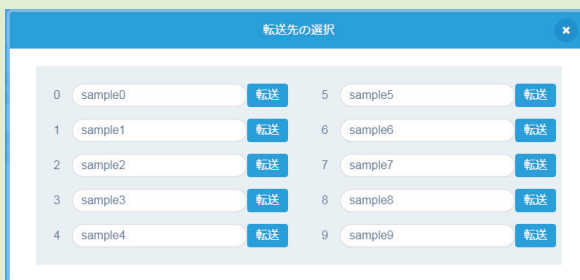 転送先の選択
0 sample0 転送 5 sample5 転送
1 sample1 転送 6 sample6 転送
2 sample2 転送 7 sample7 転送
3 sample3 転送 8 sample8 転送
4 sample4 転送 9 sample9 転送